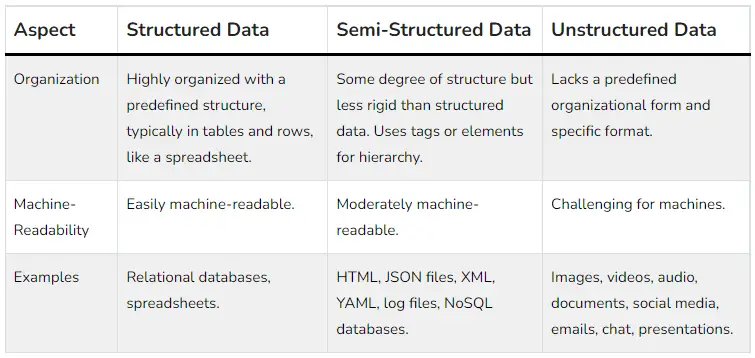 Aspect
Structured Data
Semi-Structured Data
Unstructured Data
Organization
Highly organized with a
predefined structure,
typically in tables and rows,
like a spreadsheet.
Some degree of structure but
less rigid than structured
data. Uses tags or elements
for hierarchy.
Lacks a predefined
organizational form and
specific format.
Machine-
Readability
Easily machine-readable.
Moderately machine-
readable.
Challenging for machines.
Examples
Relational databases,
spreadsheets.
HTML, JSON files, XML,
YAML, log files, NoSQL
databases.
Images, videos, audio,
documents, social media,
emails, chat, presentations.